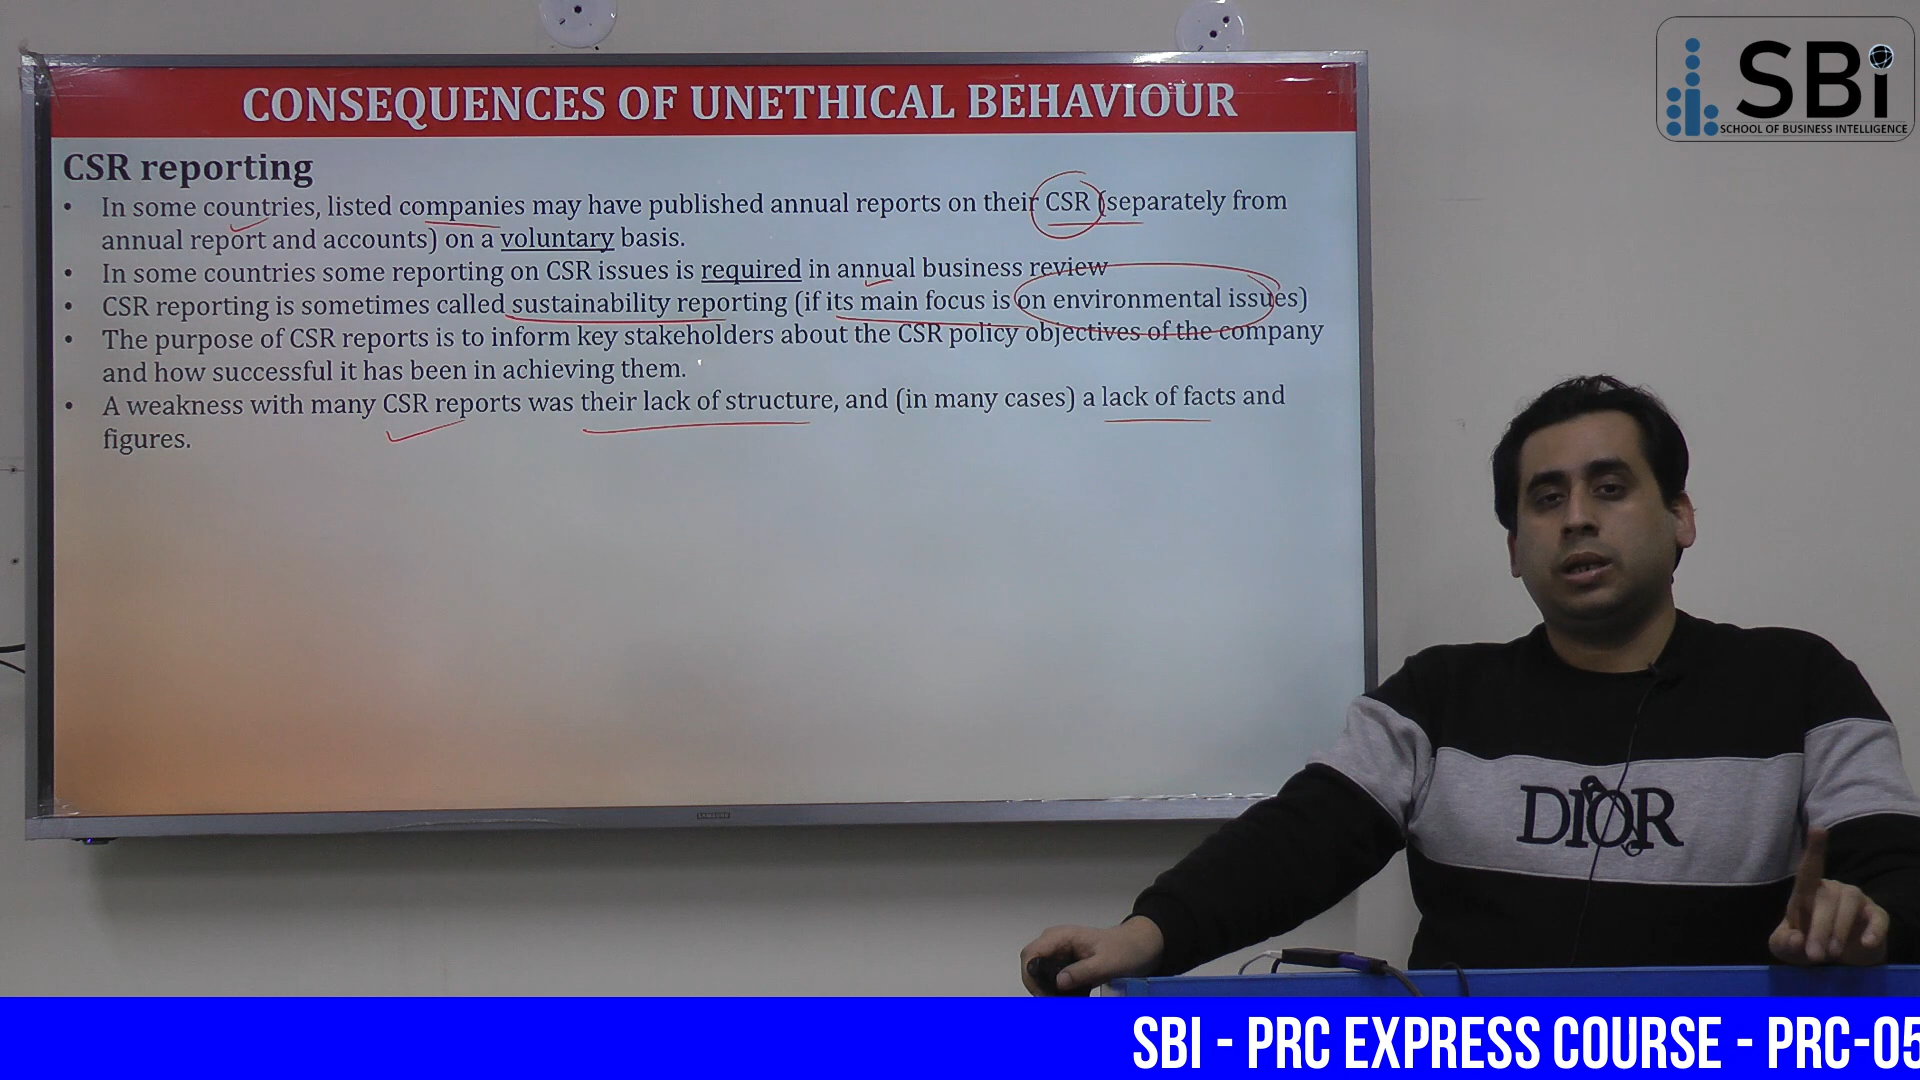 CONSEQUENCES OF UNETHICAL BEHAVIOUR
SBi
SCHOOL OF BUSINESS INTELLIGENCE
CSR reporting
• In some countries, listed companies may have published annual reports on their CSR (separately from
annual report and accounts) on a voluntary basis.
• In some countries some reporting on CSR issues is required in annual business review
• CSR reporting is sometimes called sustainability reporting (if its main focus is on environmental issues)
• The purpose of CSR reports is to inform key stakeholders about the CSR policy objectives of the company
and how successful it has been in achieving them.
• A weakness with many CSR reports was their lack of structure, and (in many cases) a lack of facts and
figures.
SAMSUNG
DIOR
SBI - PRC EXPRESS COURSE - PRC-05